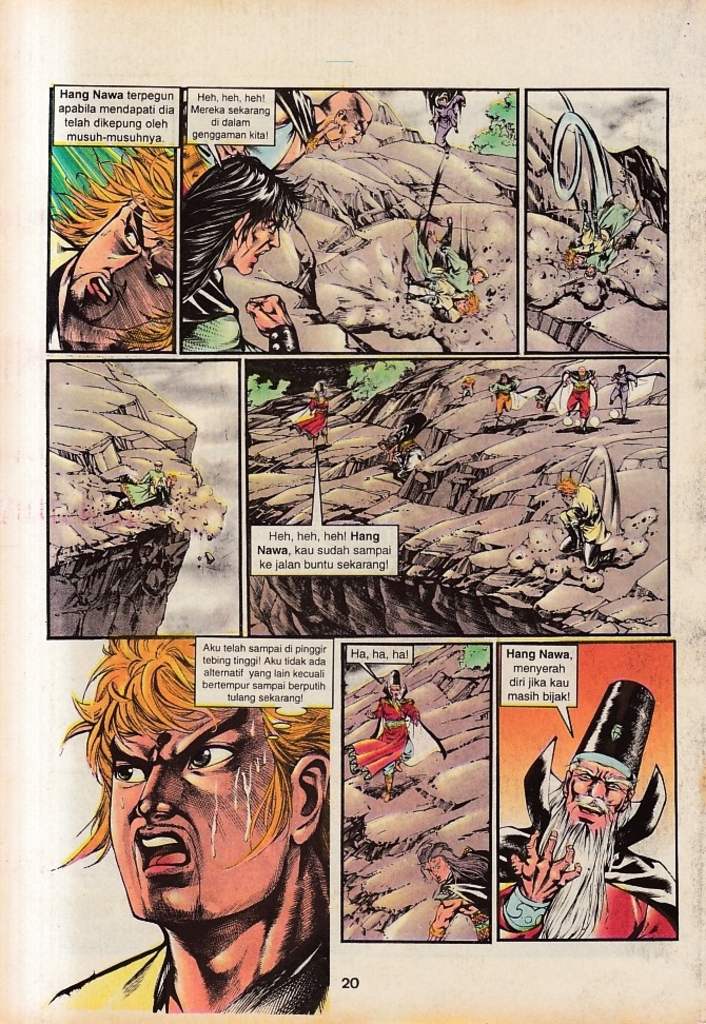 Hang Nawa terpegun
apabila mendapati dia
telah dikepung oleh
musuh-musuhnya.
Heh, heh, heh!
Mereka sekarang
di dalam
genggaman kita!
Heh, heh, heh! Hang
Nawa, kau sudah sampai
ke jalan buntu sekarang!
Aku telah sampai di pinggir
tebing tinggi! Aku tidak ada
alternatif yang lain kecuali
bertempur sampai berputih
tulang sekarang!
Ha, ha, ha!
Hang Nawa,
menyerah
diri jika kau
masih bijak!
20